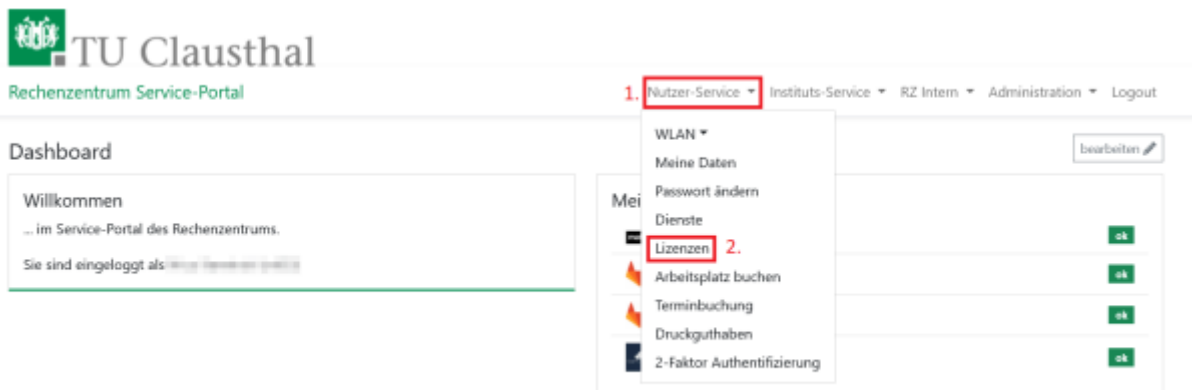 TU Clausthal
Rechenzentrum Service-Portal
1. Nutzer-Service Instituts-Service RZ Intern Administration Logout
Dashboard
bearbeiten
Willkommen
... im Service-Portal des Rechenzentrums.
Sie sind eingeloggt als
Mei
WLAN
Meine Daten
Passwort ändern
Dienste
Lizenzen 2.
Arbeitsplatz buchen
Terminbuchung
Druckguthaben
2-Faktor Authentifizierung
ok
ok
ok
ok